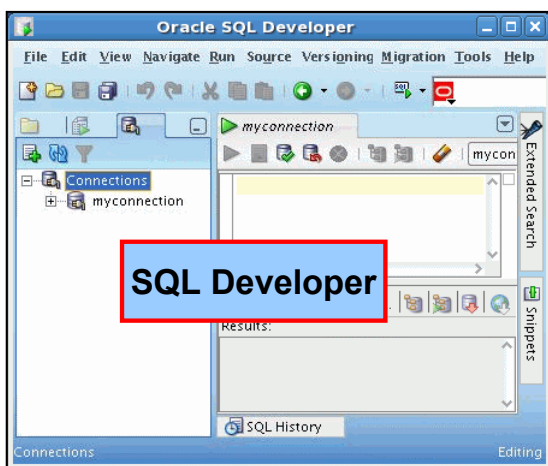 Oracle SQL Developer
File Edit View Navigate Run Source Versioning Migration Tools Help
myconnection
mycon
Connections
myconnection
SQL Developer
Results:
SQL History
Extended Search
Snippets
Connections
Editing